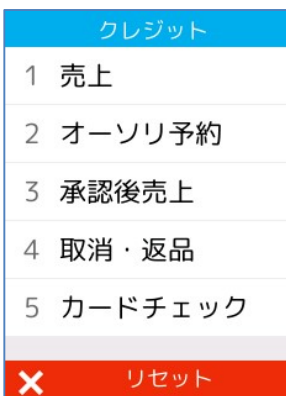 クレジット
1 売上
2 オーソリ予約
3 承認後売上
4 取消・返品
5 カードチェック
リセット